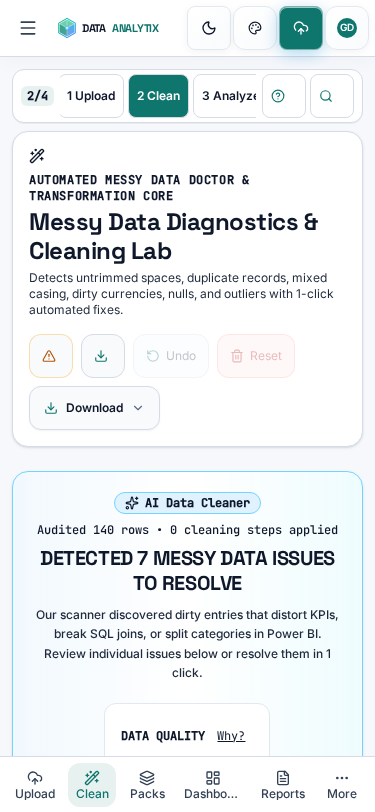 DATA ANALYTIX
GD
2/4
1 Upload
2 Clean
3 Analyze
AUTOMATED MESSY DATA DOCTOR &
TRANSFORMATION CORE
Messy Data Diagnostics &
Cleaning Lab
Detects untrimmed spaces, duplicate records, mixed
casing, dirty currencies, nulls, and outliers with 1-click
automated fixes.
Undo
Reset
Download
AI Data Cleaner
Audited 140 rows • 0 cleaning steps applied
DETECTED 7 MESSY DATA ISSUES
TO RESOLVE
Our scanner discovered dirty entries that distort KPIs,
break SQL joins, or split categories in Power BI.
Review individual issues below or resolve them in 1
click.
DATA QUALITY Why?
Upload
Clean
Packs
Dashbo...
Reports
More